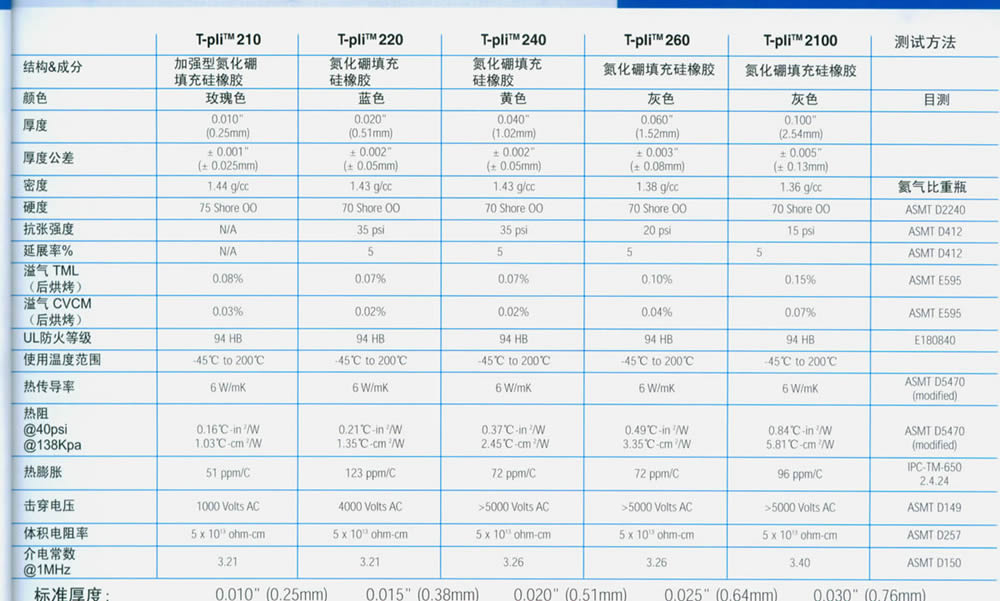 T-pli™210 T-pli™220 T-pli™240 T-pli™260 T-pli™2100 测试方法
结构&成分 加强型氮化硼填充硅橡胶 氮化硼填充硅橡胶 氮化硼填充硅橡胶 氮化硼填充硅橡胶 氮化硼填充硅橡胶
颜色 玫瑰色 蓝色 黄色 灰色 灰色 目测
厚度 0.010" (0.25mm) 0.020" (0.51mm) 0.040" (1.02mm) 0.060" (1.52mm) 0.100" (2.54mm)
厚度公差 ± 0.001" (± 0.025mm) ± 0.002" (± 0.05mm) ± 0.002" (± 0.05mm) ± 0.003" (± 0.08mm) ± 0.005" (± 0.13mm)
密度 1.44 g/cc 1.43 g/cc 1.43 g/cc 1.38 g/cc 1.36 g/cc 氦气比重瓶
硬度 75 Shore OO 70 Shore OO 70 Shore OO 70 Shore OO 70 Shore OO ASMT D2240
抗张强度 N/A 35 psi 35 psi 20 psi 15 psi ASMT D412
延展率% N/A 5 5 5 5 ASMT D412
溢气 TML（后烘烤） 0.08% 0.07% 0.07% 0.10% 0.15% ASMT E595
溢气 CVCM（后烘烤） 0.03% 0.02% 0.02% 0.04% 0.07% ASMT E595
UL防火等级 94 HB 94 HB 94 HB 94 HB 94 HB E180840
使用温度范围 -45℃ to 200℃ -45℃ to 200℃ -45℃ to 200℃ -45℃ to 200℃ -45℃ to 200℃
热传导率 6 W/mK 6 W/mK 6 W/mK 6 W/mK 6 W/mK ASMT D5470 (modified)
热阻
@40psi 0.16℃-in²/W 0.21℃-in²/W 0.37℃-in²/W 0.49℃-in²/W 0.84℃-in²/W ASMT D5470
@138Kpa 1.03℃-cm²/W 1.35℃-cm²/W 2.45℃-cm²/W 3.35℃-cm²/W 5.81℃-cm²/W (modified)
热膨胀 51 ppm/C 123 ppm/C 72 ppm/C 72 ppm/C 96 ppm/C IPC-TM-650 2.4.24
击穿电压 1000 Volts AC 4000 Volts AC >5000 Volts AC >5000 Volts AC >5000 Volts AC ASMT D149
体积电阻率 5 x 10¹³ ohm-cm 5 x 10¹³ ohm-cm 5 x 10¹³ ohm-cm 5 x 10¹³ ohm-cm 5 x 10¹³ ohm-cm ASMT D257
介电常数 @1MHz 3.21 3.21 3.26 3.26 3.40 ASMT D150
标准厚度: 0.010" (0.25mm) 0.015" (0.38mm) 0.020" (0.51mm) 0.025" (0.64mm) 0.030" (0.76mm)